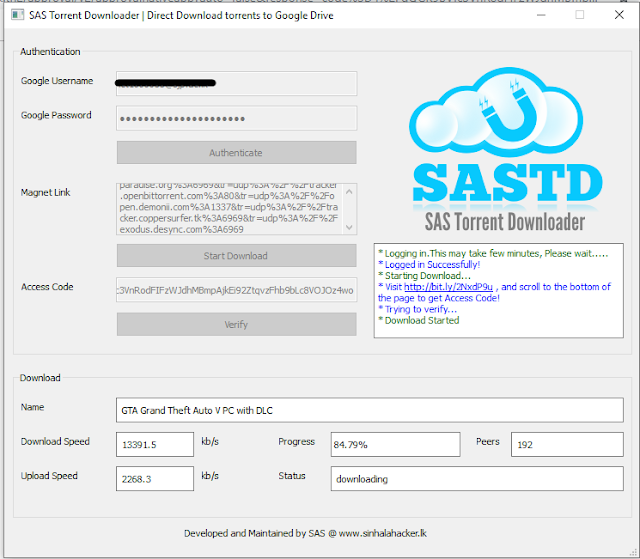 SAS Torrent Downloader | Direct Download torrents to Google Drive
Authentication
Google Username
Google Password
Authenticate
Magnet Link
paradise.org%3A6969&tr=udp%3A%2F%2Ftracker
.openbittorrent.com%3A80&tr=udp%3A%2F%2Fo
pen.demonii.com%3A1337&tr=udp%3A%2F%2Ftra
cker.coppersurfer.tk%3A6969&tr=udp%3A%2F%2F
exodus.desync.com%3A6969
Start Download
Access Code
Verify
SASTD
SAS Torrent Downloader
* Logging in.This may take few minutes, Please wait.....
* Logged in Successfully!
* Starting Download...
* Visit http://bit.ly/2NxdP9u , and scroll to the bottom of
the page to get Access Code!
* Trying to verify...
* Download Started
Download
Name
GTA Grand Theft Auto V PC with DLC
Download Speed
13391.5
kb/s
Progress
84.79%
Peers
192
Upload Speed
2268.3
kb/s
Status
downloading
Developed and Maintained by SAS @ www.sinhalahacker.lk